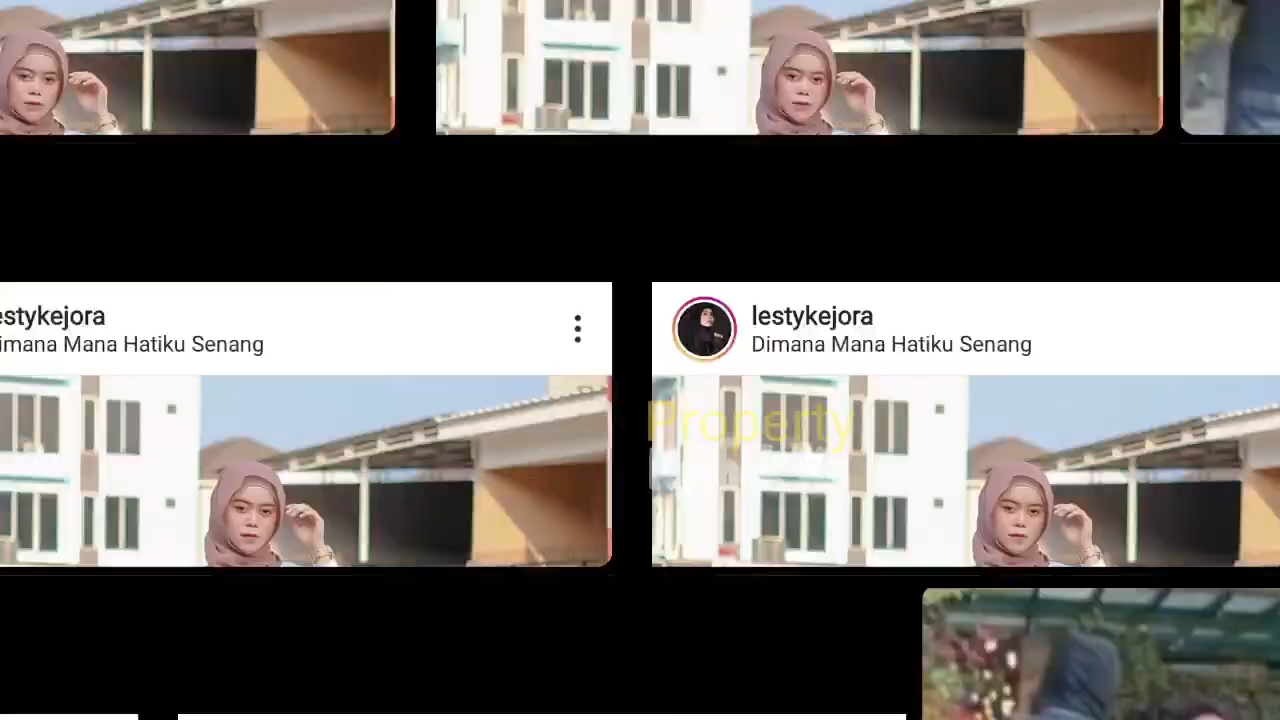 estykejora
imana Mana Hatiku Senang
lestykejora
Dimana Mana Hatiku Senang
Property